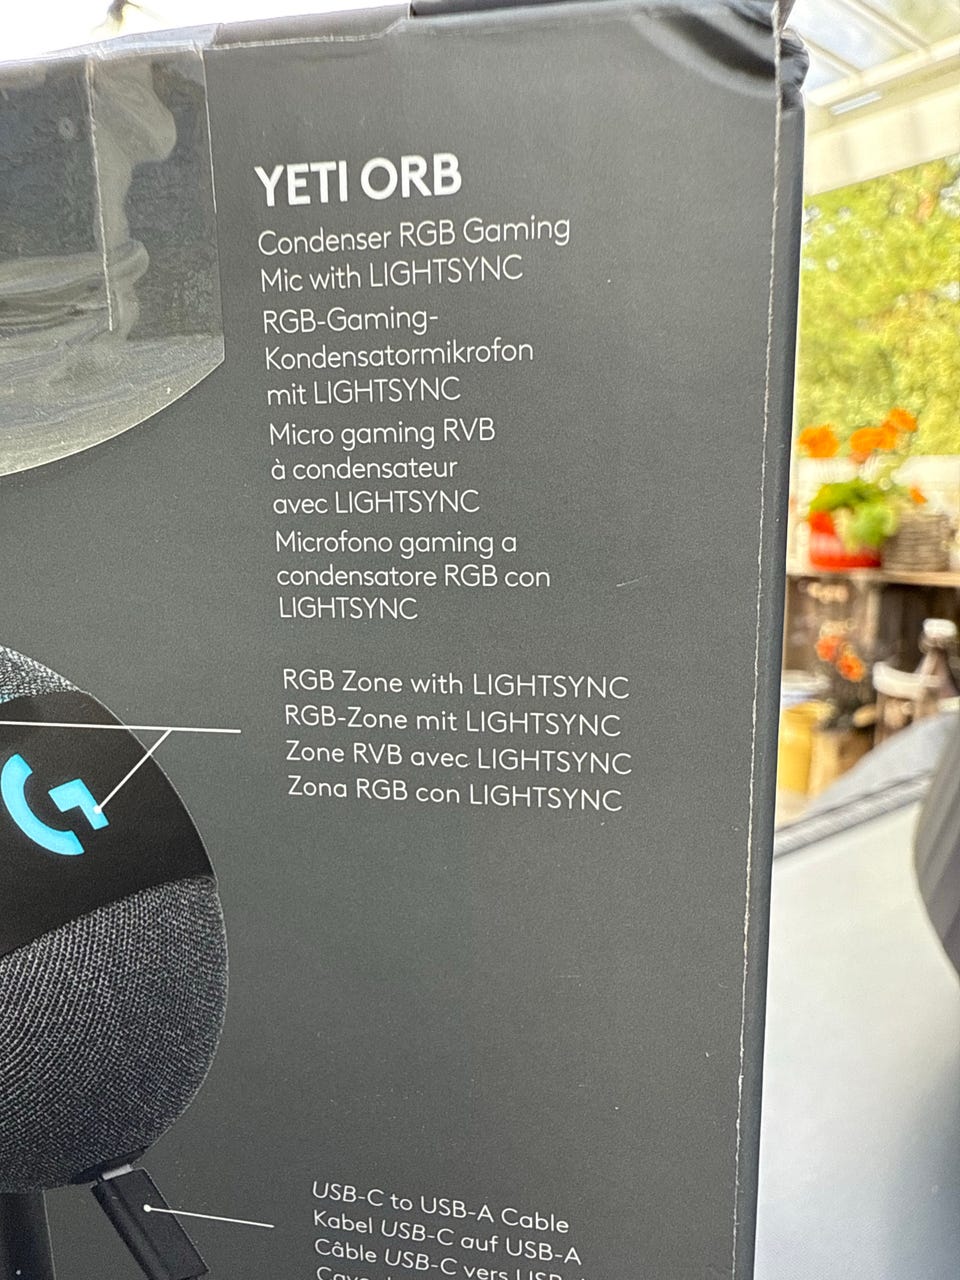 YETI ORB
Condenser RGB Gaming
Mic with LIGHTSYNC
RGB-Gaming-
Kondensatormikrofon
mit LIGHTSYNC
Micro gaming RVB
à condensateur
avec LIGHTSYNC
Microfono gaming a
condensatore RGB con
LIGHTSYNC
RGB Zone with LIGHTSYNC
RGB-Zone mit LIGHTSYNC
Zone RVB avec LIGHTSYNC
Zona RGB con LIGHTSYNC
USB-C to USB-A Cable
Kabel USB-C auf USB-A
Câble USB-C vers USB-